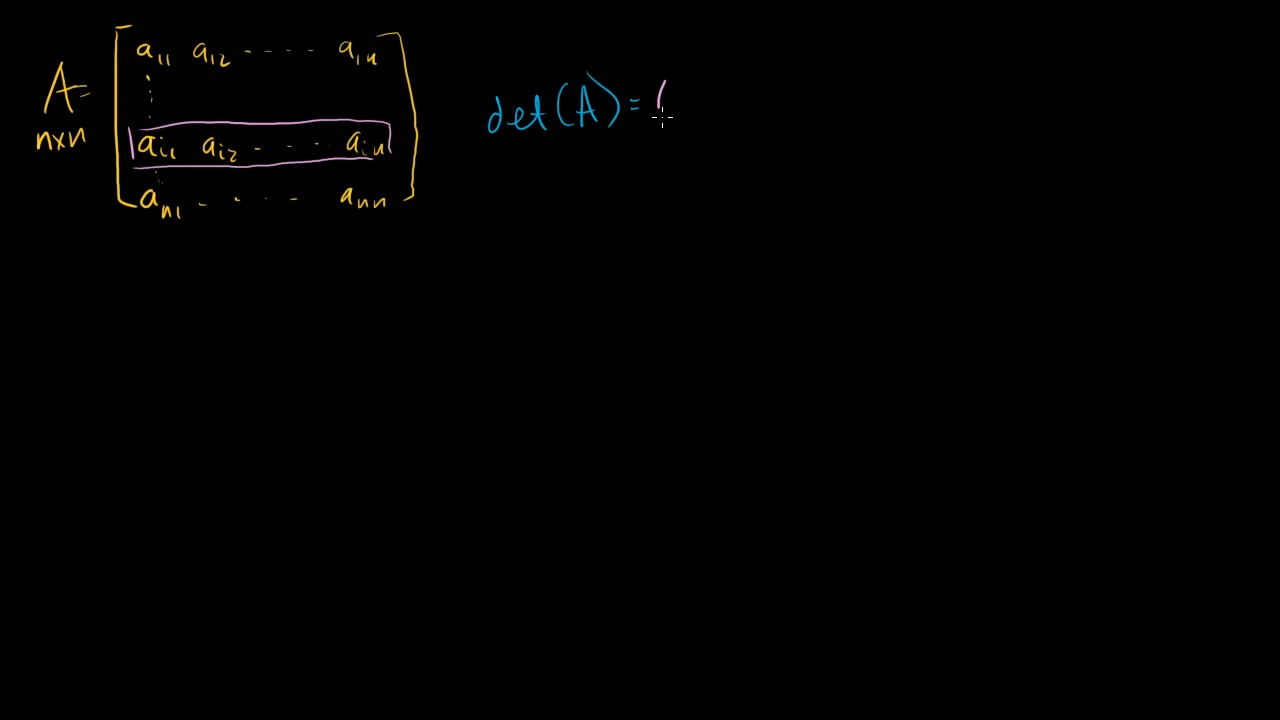 A = [ a11 a12 - - - - a1n
⋮
n×n
ai1 ai2 - - - - ain
an1 - - - - ann ]
det(A) = (